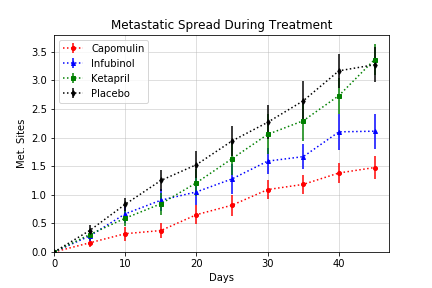 Metastatic Spread During Treatment
Capomulin
Infubinol
Ketapril
Placebo
Met. Sites
3.5
3.0
2.5
2.0
1.5
1.0
0.5
0.0
0 10 20 30 40
Days